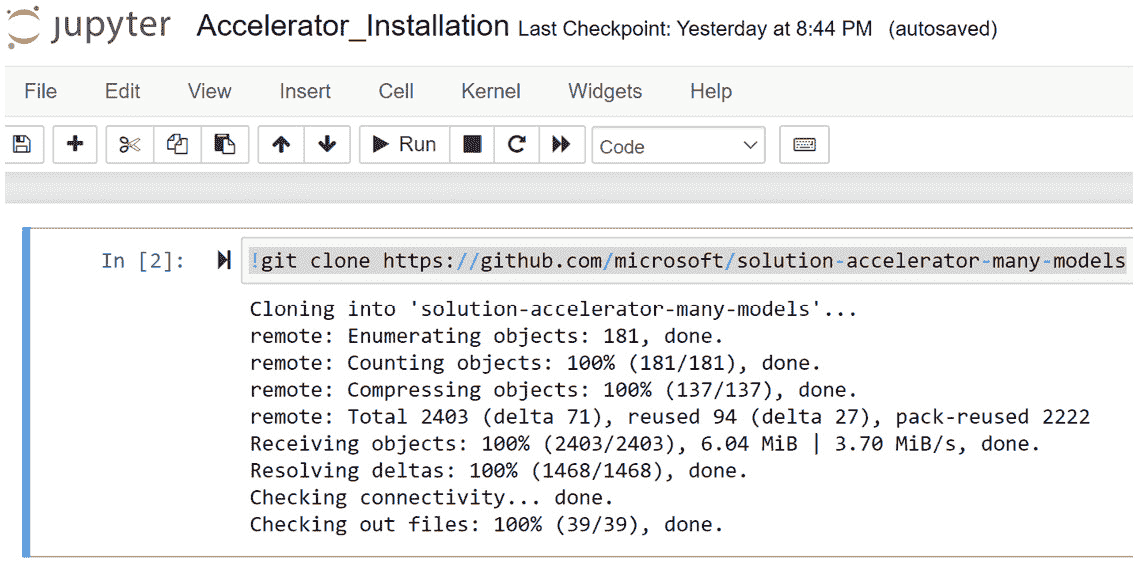 jupyter Accelerator_Installation Last Checkpoint: Yesterday at 8:44 PM (autosaved)
File Edit View Insert Cell Kernel Widgets Help
Run Code
In [2]: !git clone https://github.com/microsoft/solution-accelerator-many-models
Cloning into 'solution-accelerator-many-models'...
remote: Enumerating objects: 181, done.
remote: Counting objects: 100% (181/181), done.
remote: Compressing objects: 100% (137/137), done.
remote: Total 2403 (delta 71), reused 94 (delta 27), pack-reused 2222
Receiving objects: 100% (2403/2403), 6.04 MiB | 3.70 MiB/s, done.
Resolving deltas: 100% (1468/1468), done.
Checking connectivity... done.
Checking out files: 100% (39/39), done.